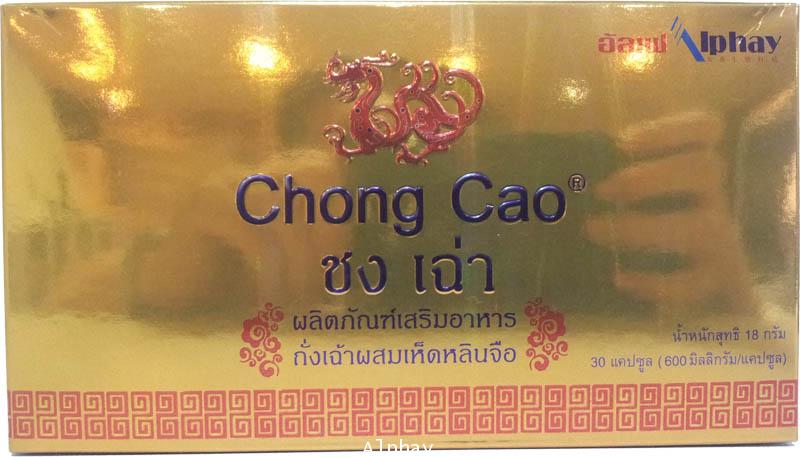 อัลเฟ Alphay
Chong Cao®
ชง เฉ่า
ผลิตภัณฑ์เสริมอาหาร
ถั่งเฉ้าผสมเห็ดหลินจือ
น้ำหนักสุทธิ 18 กรัม
30 แคปซูล (600 มิลลิกรัม/แคปซูล)
Alphay